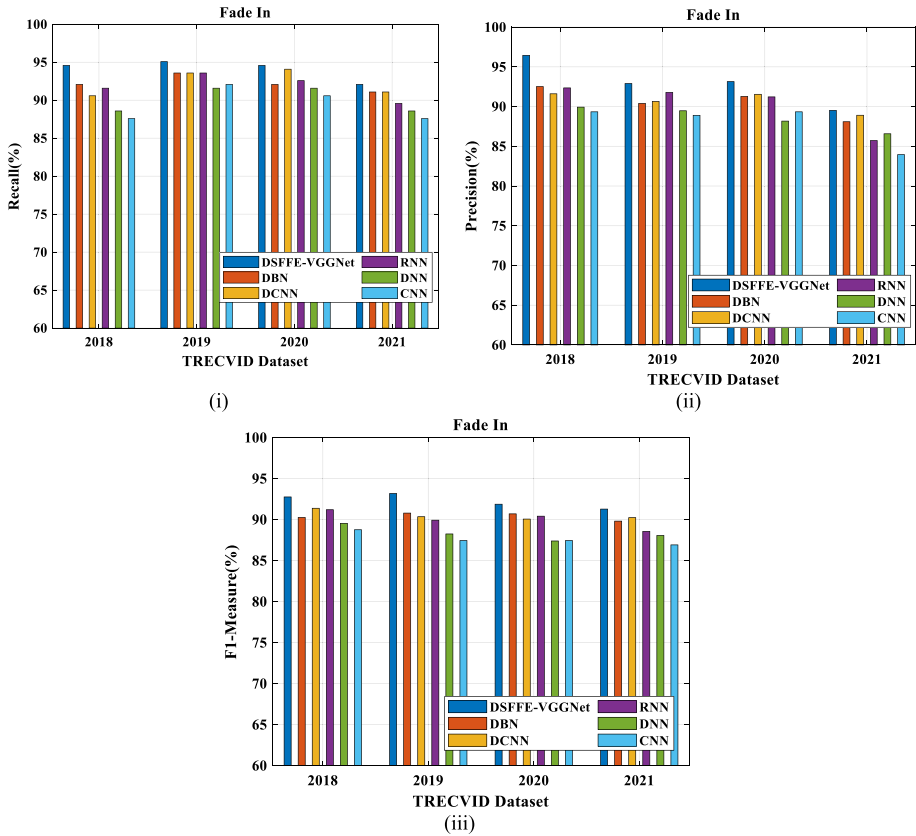 Fade In
100
95
90
85
80
75
70
65
60
Recall(%)
DSFFE-VGGNet
DBN
DCNN
RNN
DNN
CNN
2018 2019 2020 2021
TRECVID Dataset
(i)
Fade In
100
95
90
85
80
75
70
65
60
Precision(%)
DSFFE-VGGNet
DBN
DCNN
RNN
DNN
CNN
2018 2019 2020 2021
TRECVID Dataset
(ii)
Fade In
100
95
90
85
80
75
70
65
60
F1-Measure(%)
DSFFE-VGGNet
DBN
DCNN
RNN
DNN
CNN
2018 2019 2020 2021
TRECVID Dataset
(iii)